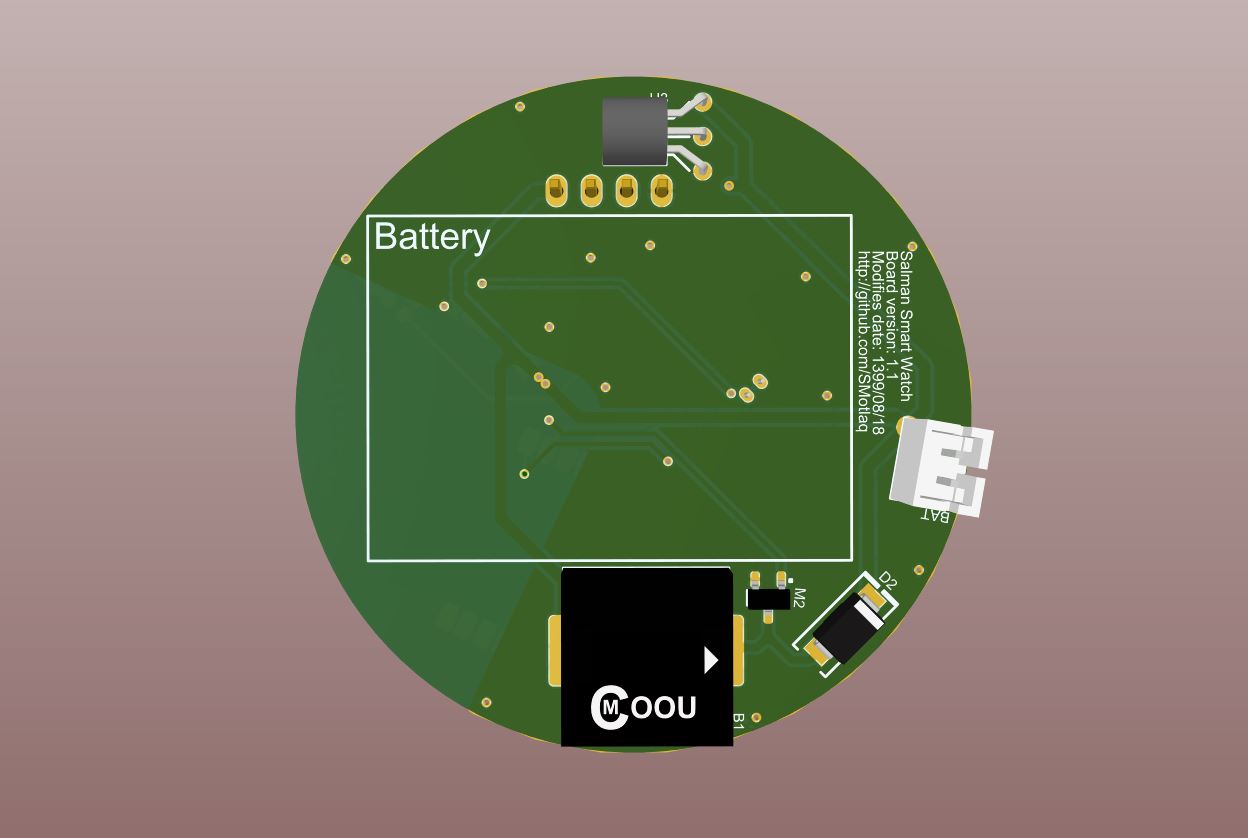 Battery
Salman Smart Watch
Board version: 1.1
Modifies date: 1399/08/18
http://github.com/SMotlaq
BAT
D2
M2
CMOOU
B1